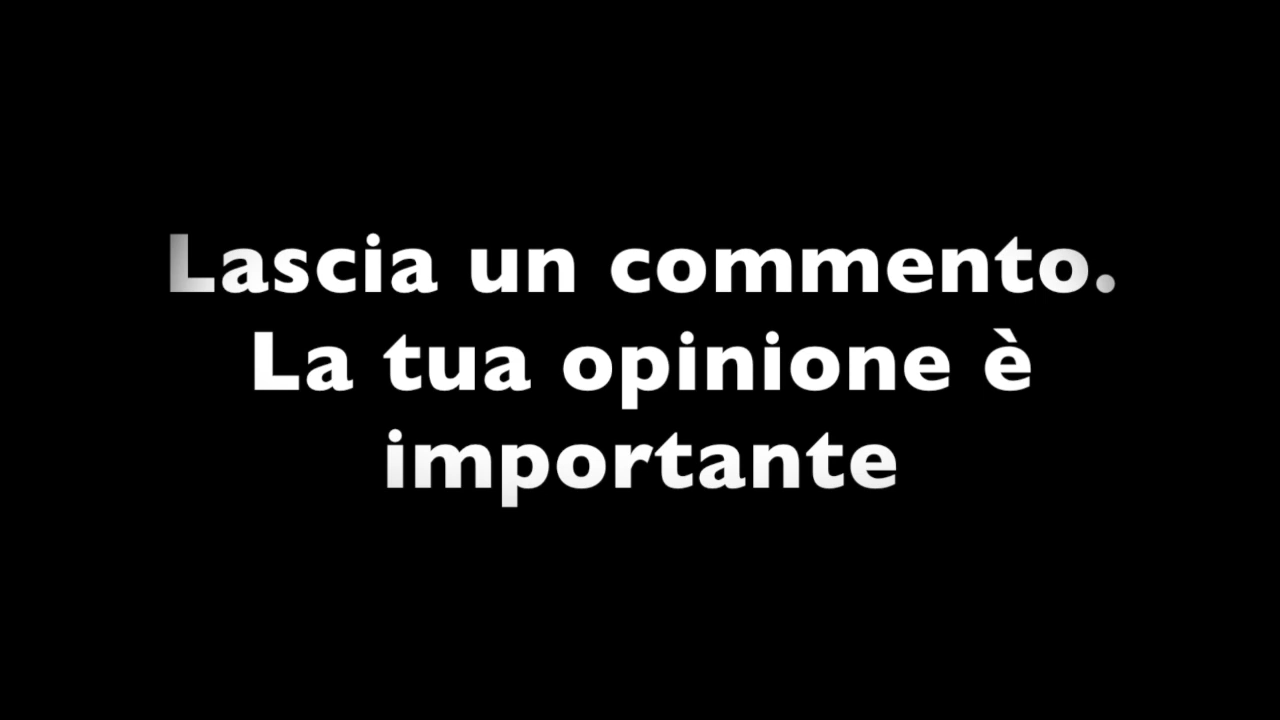 Lascia un commento.
La tua opinione è
importante